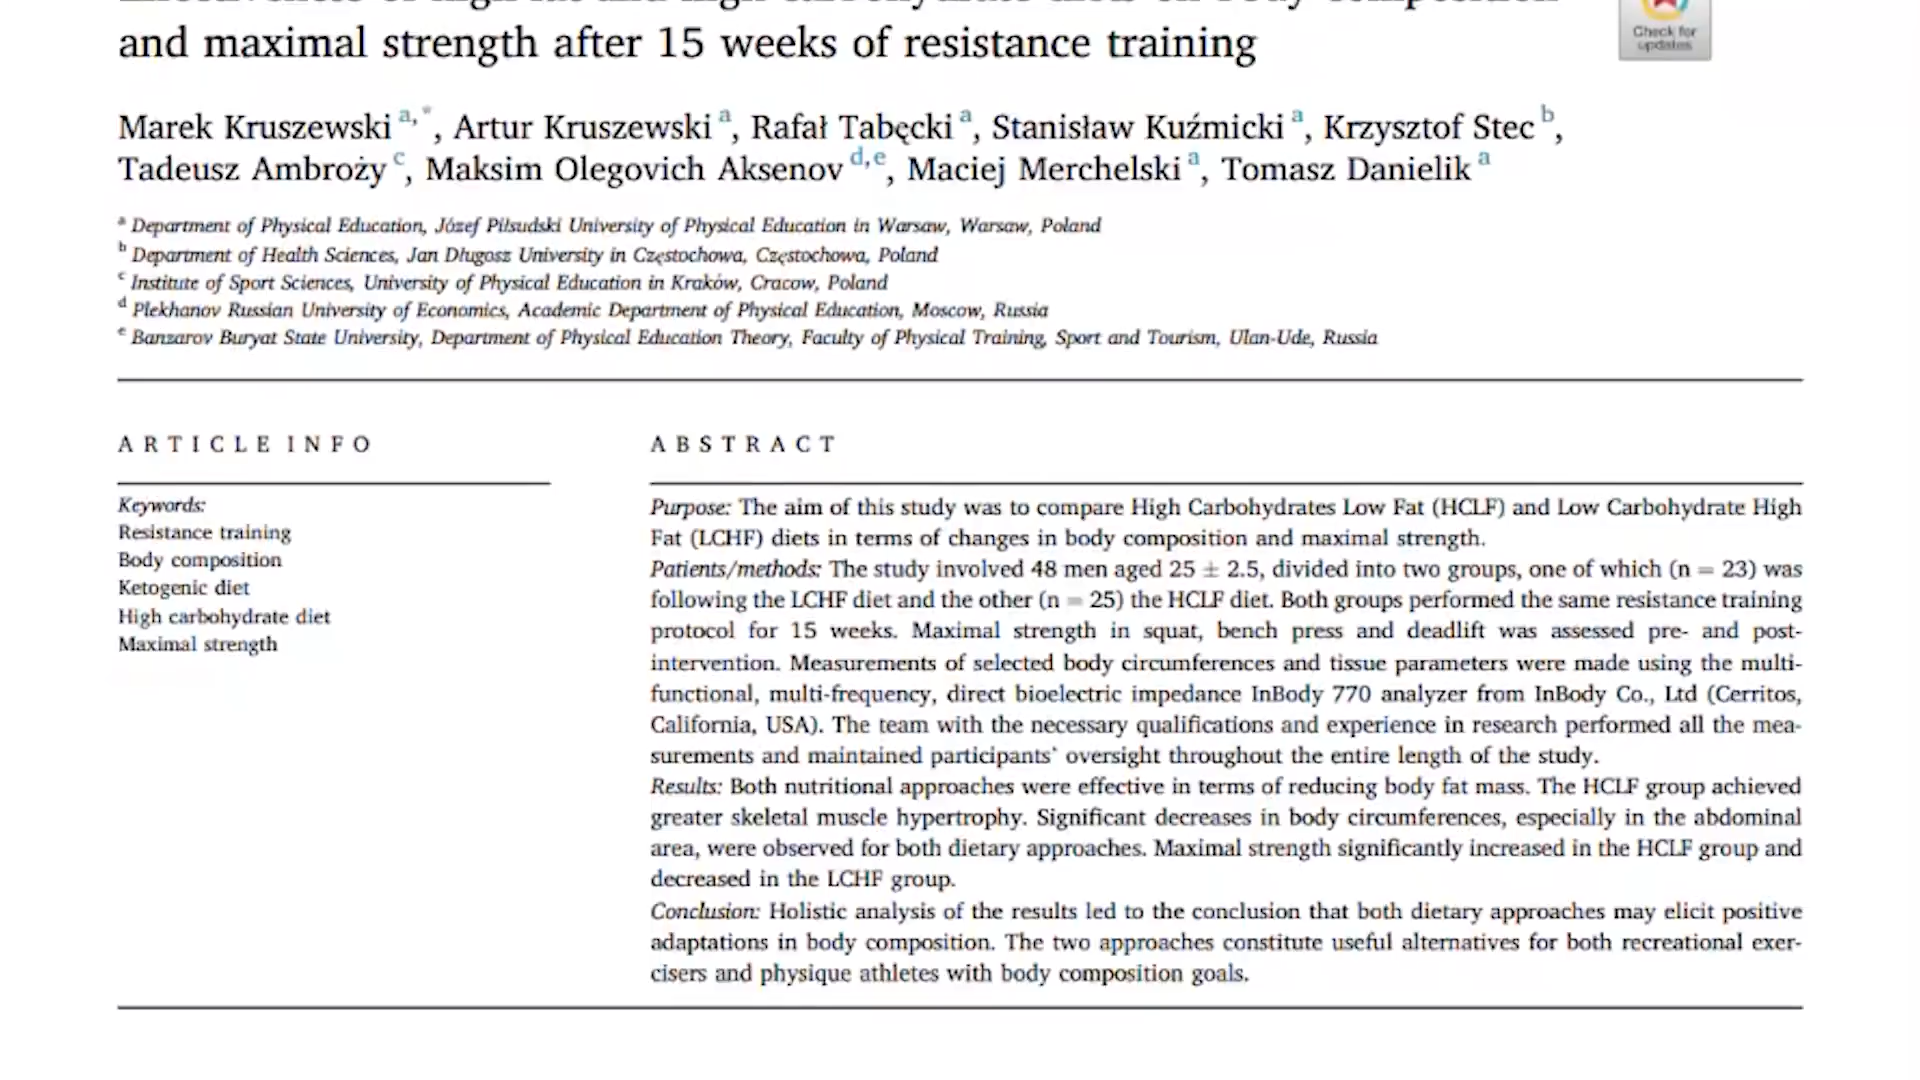 and maximal strength after 15 weeks of resistance training
Check for
updates
Marek Kruszewski a,*, Artur Kruszewski a, Rafał Tabęcki a, Stanisław Kuźmicki a, Krzysztof Stec b,
Tadeusz Ambroży c, Maksim Olegovich Aksenov d,e, Maciej Merchelski a, Tomasz Danielik a
a Department of Physical Education, Józef Piłsudski University of Physical Education in Warsaw, Warsaw, Poland
b Department of Health Sciences, Jan Długosz University in Częstochowa, Częstochowa, Poland
c Institute of Sport Sciences, University of Physical Education in Kraków, Cracow, Poland
d Plekhanov Russian University of Economics, Academic Department of Physical Education, Moscow, Russia
e Banzarov Buryat State University, Department of Physical Education Theory, Faculty of Physical Training, Sport and Tourism, Ulan-Ude, Russia
ARTICLE INFO
Keywords:
Resistance training
Body composition
Ketogenic diet
High carbohydrate diet
Maximal strength
ABSTRACT
Purpose: The aim of this study was to compare High Carbohydrates Low Fat (HCLF) and Low Carbohydrate High
Fat (LCHF) diets in terms of changes in body composition and maximal strength.
Patients/methods: The study involved 48 men aged 25 ± 2.5, divided into two groups, one of which (n = 23) was
following the LCHF diet and the other (n = 25) the HCLF diet. Both groups performed the same resistance training
protocol for 15 weeks. Maximal strength in squat, bench press and deadlift was assessed pre- and post-
intervention. Measurements of selected body circumferences and tissue parameters were made using the multi-
functional, multi-frequency, direct bioelectric impedance InBody 770 analyzer from InBody Co., Ltd (Cerritos,
California, USA). The team with the necessary qualifications and experience in research performed all the mea-
surements and maintained participants' oversight throughout the entire length of the study.
Results: Both nutritional approaches were effective in terms of reducing body fat mass. The HCLF group achieved
greater skeletal muscle hypertrophy. Significant decreases in body circumferences, especially in the abdominal
area, were observed for both dietary approaches. Maximal strength significantly increased in the HCLF group and
decreased in the LCHF group.
Conclusion: Holistic analysis of the results led to the conclusion that both dietary approaches may elicit positive
adaptations in body composition. The two approaches constitute useful alternatives for both recreational exer-
cisers and physique athletes with body composition goals.